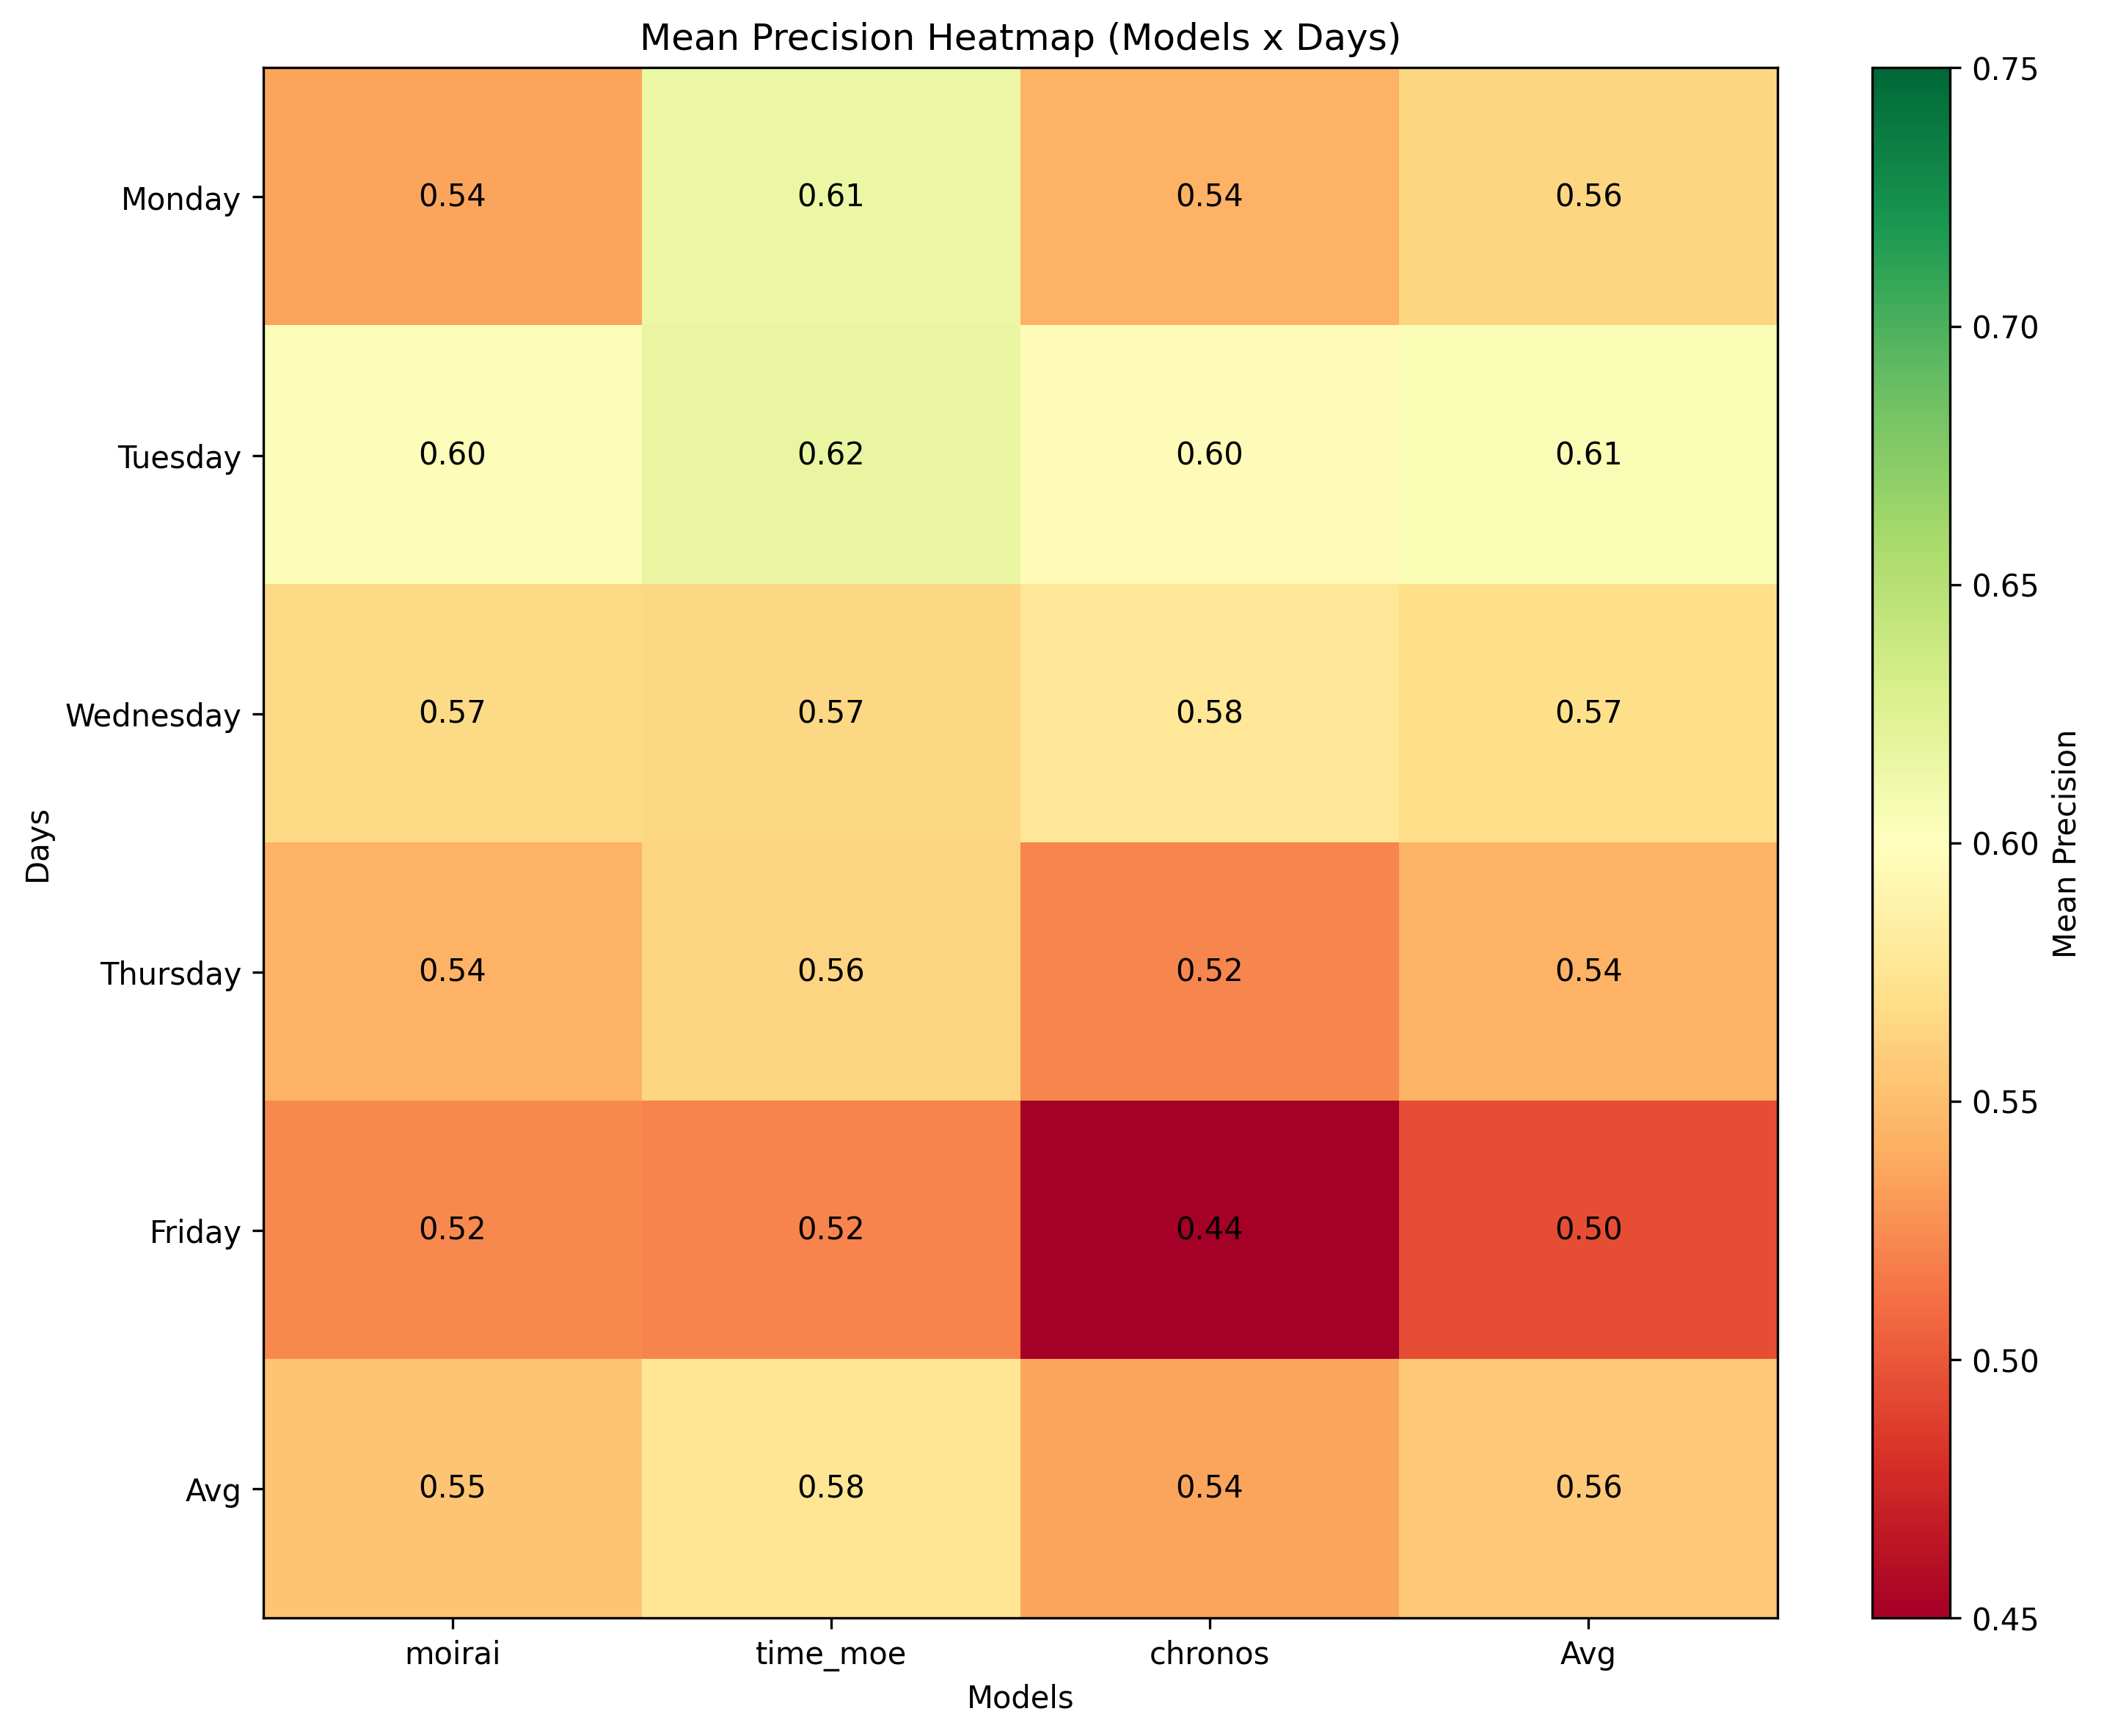 Mean Precision Heatmap (Models x Days)
Monday 0.54 0.61 0.54 0.56
Tuesday 0.60 0.62 0.60 0.61
Wednesday 0.57 0.57 0.58 0.57
Thursday 0.54 0.56 0.52 0.54
Friday 0.52 0.52 0.44 0.50
Avg 0.55 0.58 0.54 0.56
moirai time_moe chronos Avg
Models
Days
0.75
0.70
0.65
0.60
0.55
0.50
0.45
Mean Precision